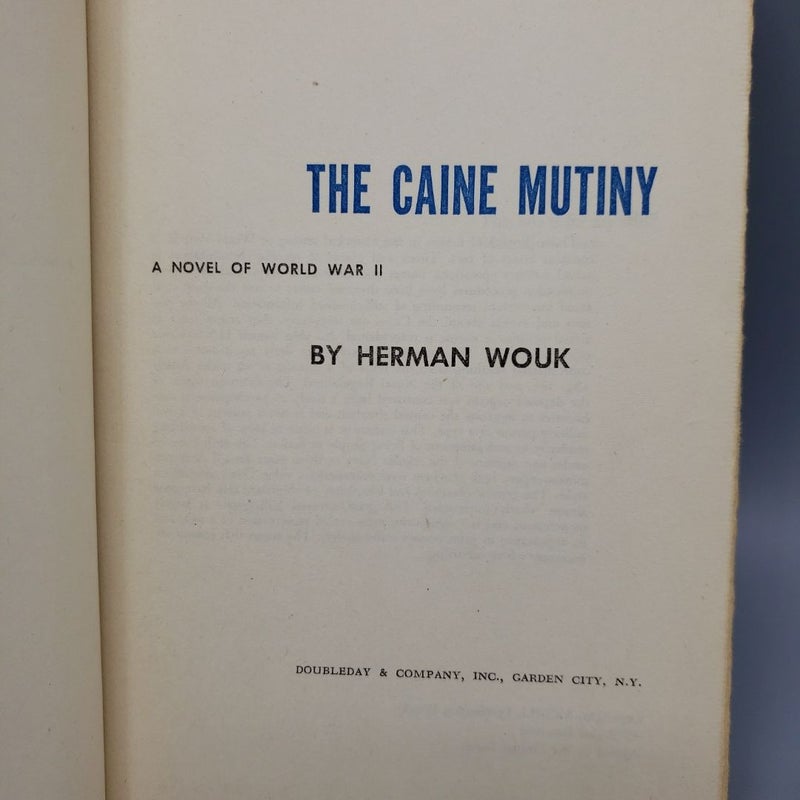 THE CAINE MUTINY
A NOVEL OF WORLD WAR II
BY HERMAN WOUK
DOUBLEDAY & COMPANY, INC., GARDEN CITY, N.Y.